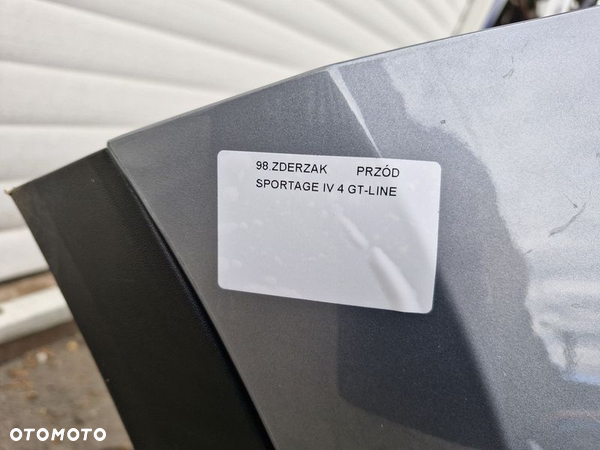 98.ZDERZAK PRZÓD
SPORTAGE IV 4 GT-LINE
OTOMOTO